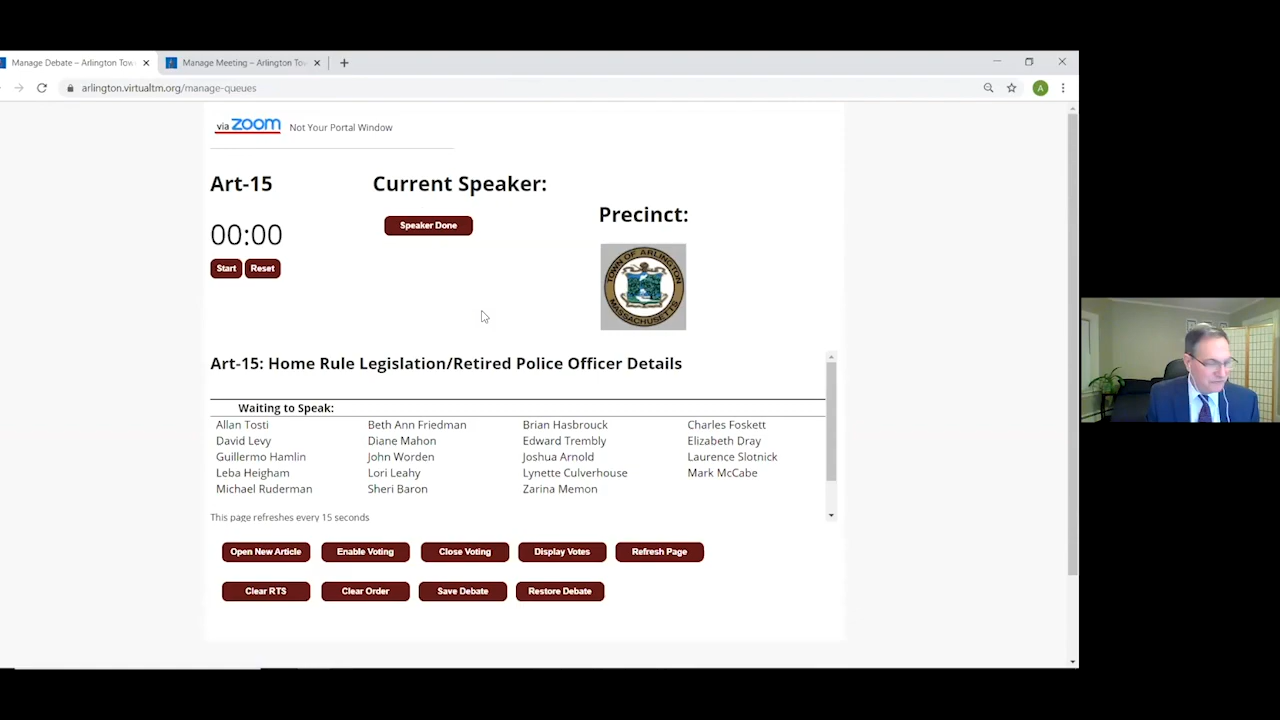 Manage Debate – Arlington Tow
Manage Meeting – Arlington Tov
arlington.virtualtm.org/manage-queues
A
via zoom Not Your Portal Window
Art-15
Current Speaker:
Precinct:
Speaker Done
00:00
Start Reset
TOWN OF ARLINGTON
MASSACHUSETTS
Art-15: Home Rule Legislation/Retired Police Officer Details
Waiting to Speak:
Allan Tosti Beth Ann Friedman Brian Hasbrouck Charles Foskett
David Levy Diane Mahon Edward Trembly Elizabeth Dray
Guillermo Hamlin John Worden Joshua Arnold Laurence Slotnick
Leba Heigham Lori Leahy Lynette Culverhouse Mark McCabe
Michael Ruderman Sheri Baron Zarina Memon
This page refreshes every 15 seconds
Open New Article Enable Voting Close Voting Display Votes Refresh Page
Clear RTS Clear Order Save Debate Restore Debate